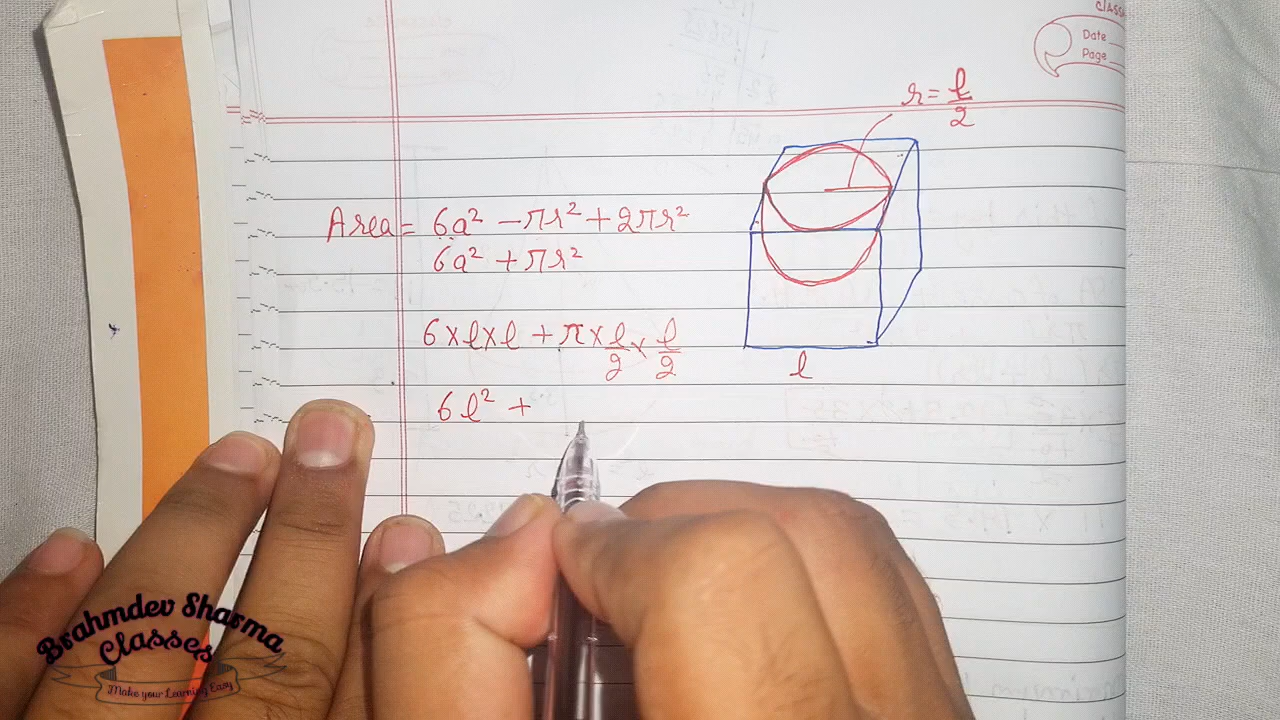 CLASS
Date
Page
r = l/2
Area = 6a² − πr² + 2πr²
6a² + πr²
6 × l × l + π × l/2 × l/2
l
6l² +
Brahmdev Sharma
Classes
Make your Learning Easy